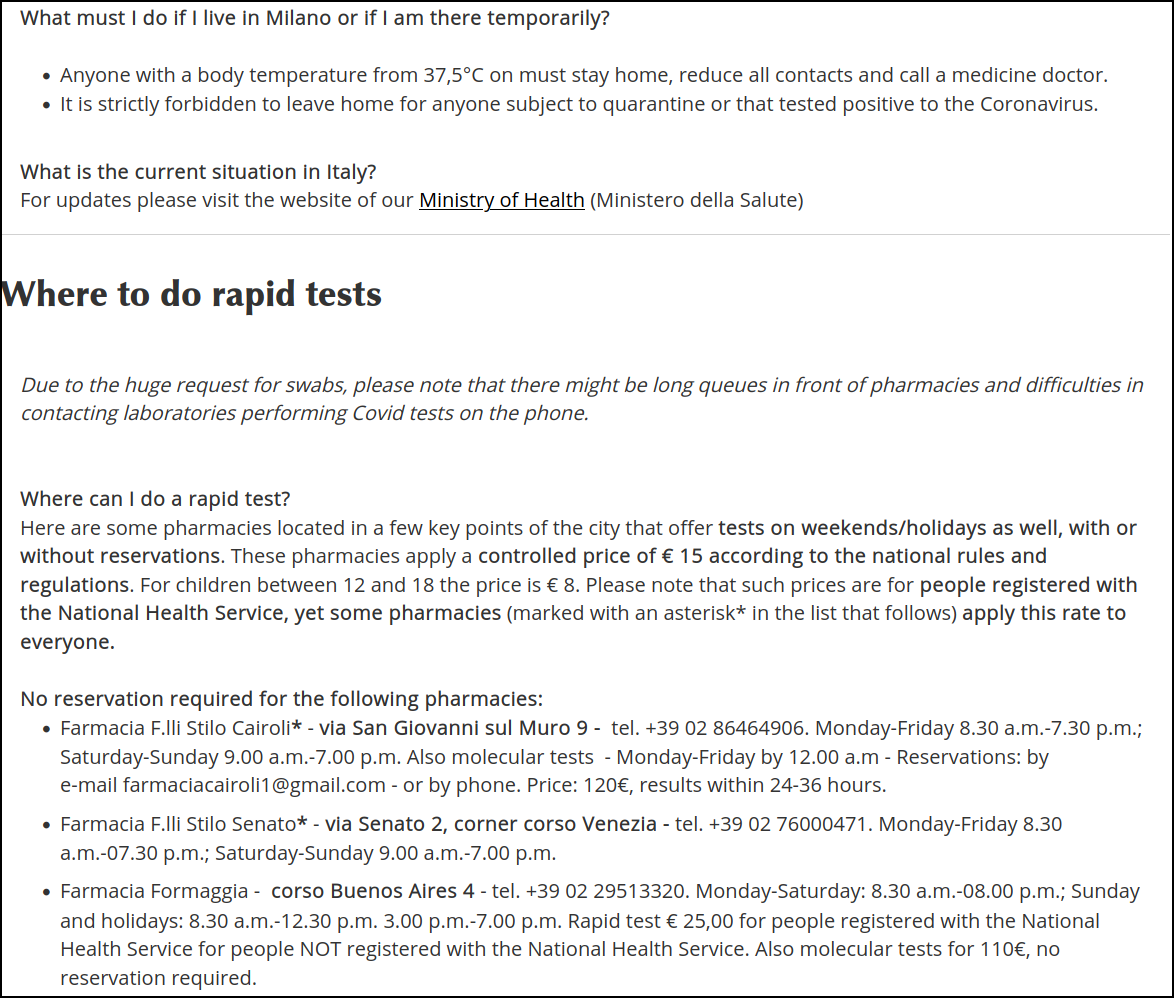 What must I do if I live in Milano or if I am there temporarily?
• Anyone with a body temperature from 37,5°C on must stay home, reduce all contacts and call a medicine doctor.
• It is strictly forbidden to leave home for anyone subject to quarantine or that tested positive to the Coronavirus.
What is the current situation in Italy?
For updates please visit the website of our Ministry of Health (Ministero della Salute)
Where to do rapid tests
Due to the huge request for swabs, please note that there might be long queues in front of pharmacies and difficulties in
contacting laboratories performing Covid tests on the phone.
Where can I do a rapid test?
Here are some pharmacies located in a few key points of the city that offer tests on weekends/holidays as well, with or
without reservations. These pharmacies apply a controlled price of € 15 according to the national rules and
regulations. For children between 12 and 18 the price is € 8. Please note that such prices are for people registered with
the National Health Service, yet some pharmacies (marked with an asterisk* in the list that follows) apply this rate to
everyone.
No reservation required for the following pharmacies:
• Farmacia F.lli Stilo Cairoli* - via San Giovanni sul Muro 9 - tel. +39 02 86464906. Monday-Friday 8.30 a.m.-7.30 p.m.;
Saturday-Sunday 9.00 a.m.-7.00 p.m. Also molecular tests - Monday-Friday by 12.00 a.m - Reservations: by
e-mail farmaciacairoli1@gmail.com - or by phone. Price: 120€, results within 24-36 hours.
• Farmacia F.lli Stilo Senato* - via Senato 2, corner corso Venezia - tel. +39 02 76000471. Monday-Friday 8.30
a.m.-07.30 p.m.; Saturday-Sunday 9.00 a.m.-7.00 p.m.
• Farmacia Formaggia - corso Buenos Aires 4 - tel. +39 02 29513320. Monday-Saturday: 8.30 a.m.-08.00 p.m.; Sunday
and holidays: 8.30 a.m.-12.30 p.m. 3.00 p.m.-7.00 p.m. Rapid test € 25,00 for people registered with the National
Health Service for people NOT registered with the National Health Service. Also molecular tests for 110€, no
reservation required.